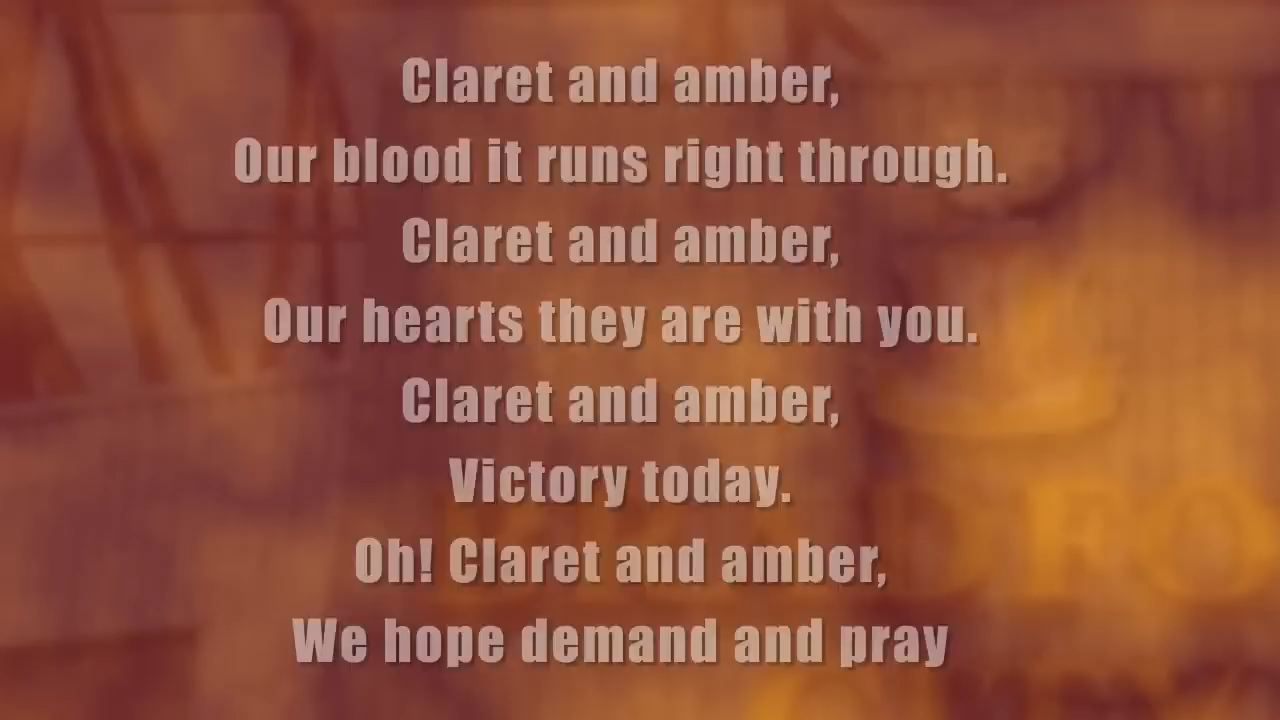 Claret and amber,
Our blood it runs right through.
Claret and amber,
Our hearts they are with you.
Claret and amber,
Victory today.
Oh! Claret and amber,
We hope demand and pray